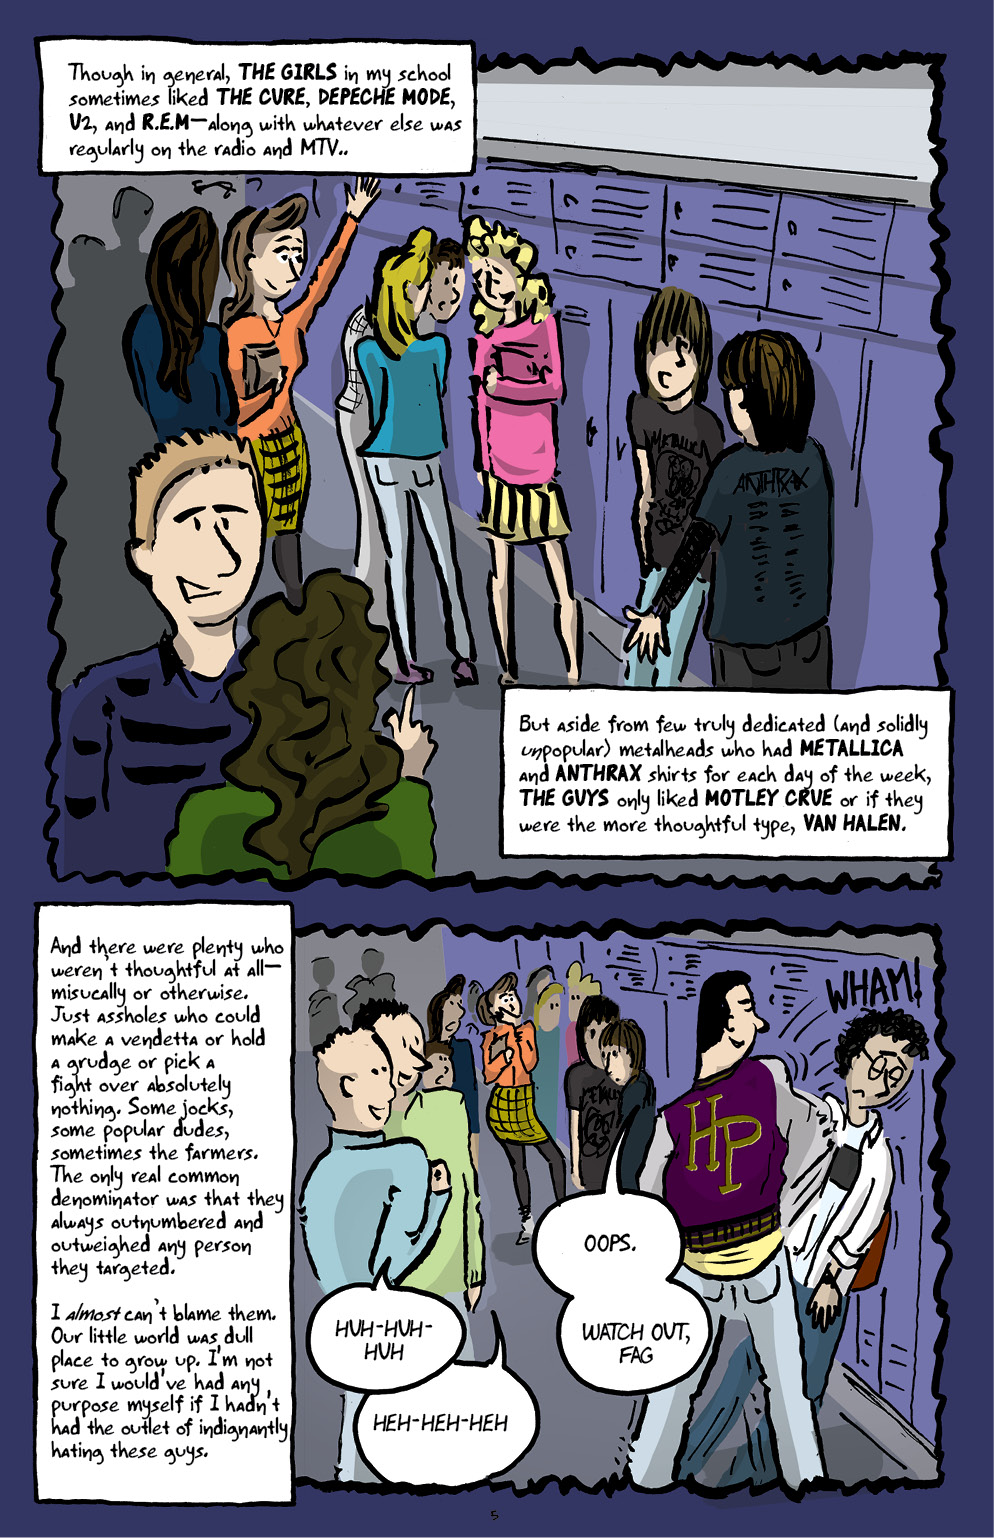 Though in general, THE GIRLS in my school
sometimes liked THE CURE, DEPECHE MODE,
U2, and R.E.M—along with whatever else was
regularly on the radio and MTV..
METALLICA
ANTHRAX
But aside from few truly dedicated (and solidly
unpopular) metalheads who had METALLICA
and ANTHRAX shirts for each day of the week,
THE GUYS only liked MOTLEY CRUE or if they
were the more thoughtful type, VAN HALEN.
And there were plenty who
weren't thoughtful at all—
misucally or otherwise.
Just assholes who could
make a vendetta or hold
a grudge or pick a
fight over absolutely
nothing. Some jocks,
some popular dudes,
sometimes the farmers.
The only real common
denominator was that they
always outnumbered and
outweighed any person
they targeted.
I almost can't blame them.
Our little world was dull
place to grow up. I'm not
sure I would've had any
purpose myself if I hadn't
had the outlet of indignantly
hating these guys.
WHAM!
HP
OOPS.
WATCH OUT,
FAG
HUH-HUH-
HUH
HEH-HEH-HEH
5